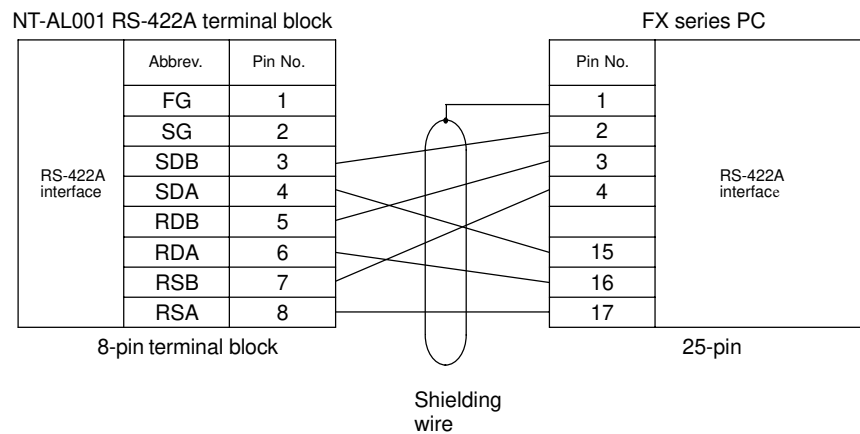 NT-AL001 RS-422A terminal block
FX series PC
Abbrev. Pin No.
Pin No.
FG 1
1
SG 2
2
SDB 3
3
SDA 4
4
RS-422A
interface
RS-422A
interface
RDB 5
RDA 6
15
RSB 7
16
RSA 8
17
8-pin terminal block
25-pin
Shielding
wire